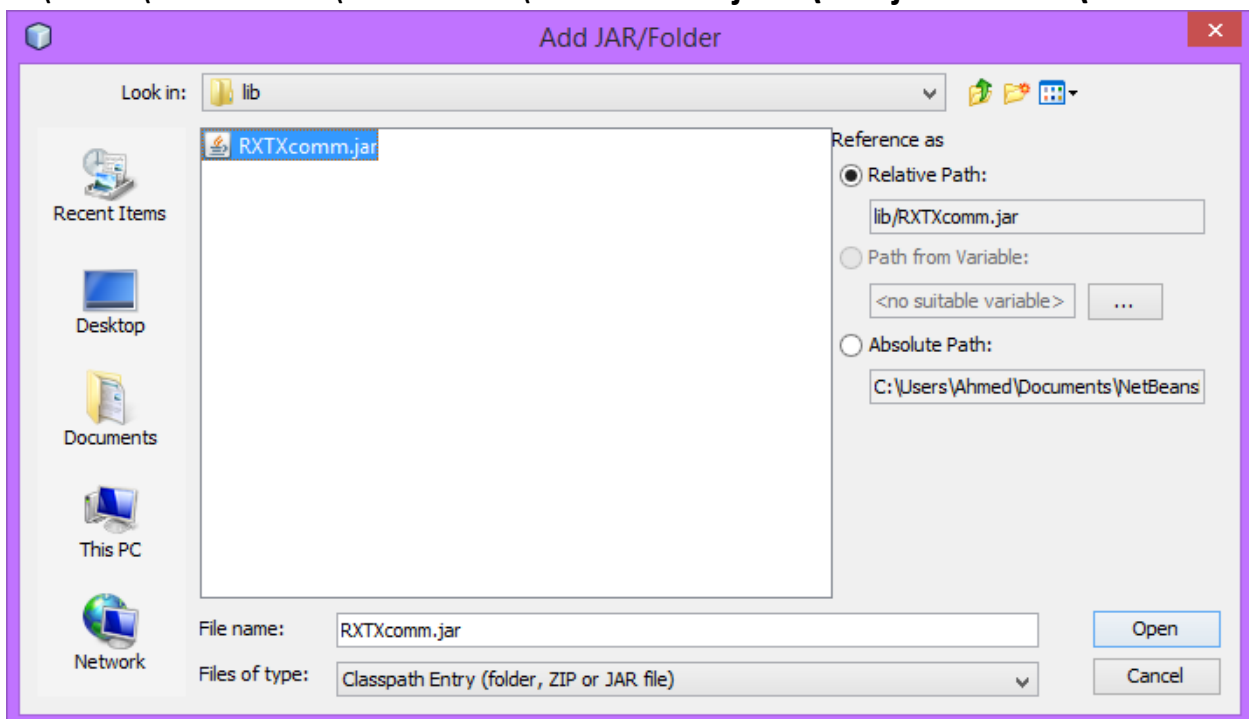 Add JAR/Folder
Look in:
lib
RXTXcomm.jar
Reference as
Relative Path:
lib/RXTXcomm.jar
Path from Variable:
<no suitable variable>
...
Absolute Path:
C:\Users\Ahmed\Documents\NetBeans
Recent Items
Desktop
Documents
This PC
Network
File name:
RXTXcomm.jar
Open
Files of type:
Classpath Entry (folder, ZIP or JAR file)
Cancel